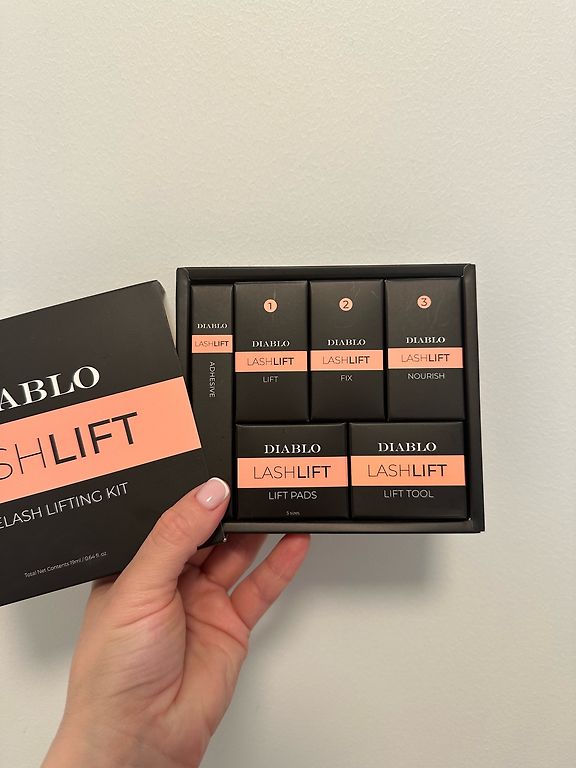 ABLO
SHLIFT
ELASH LIFTING KIT
Total Net Contents 19ml / 0.64 fl. oz
DIABLO
LASHLIFT
ADHESIVE
1
DIABLO
LASHLIFT
LIFT
2
DIABLO
LASHLIFT
FIX
3
DIABLO
LASHLIFT
NOURISH
DIABLO
LASHLIFT
LIFT PADS
5 sizes
DIABLO
LASHLIFT
LIFT TOOL